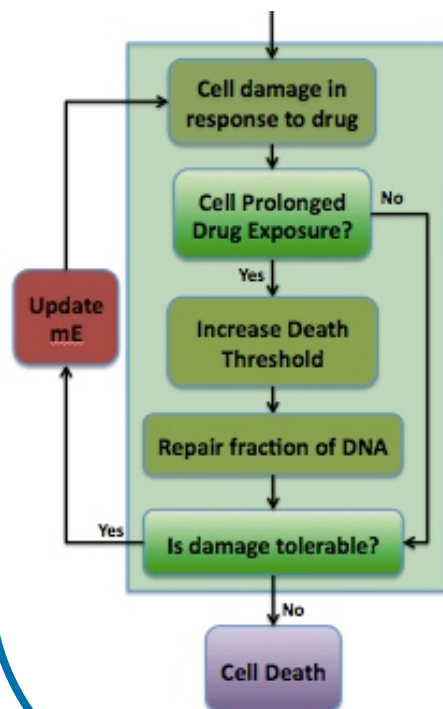 Cell damage in
response to drug
Cell Prolonged
Drug Exposure?
No
Yes
Update
mE
Increase Death
Threshold
Repair fraction of DNA
Yes
Is damage tolerable?
No
Cell Death